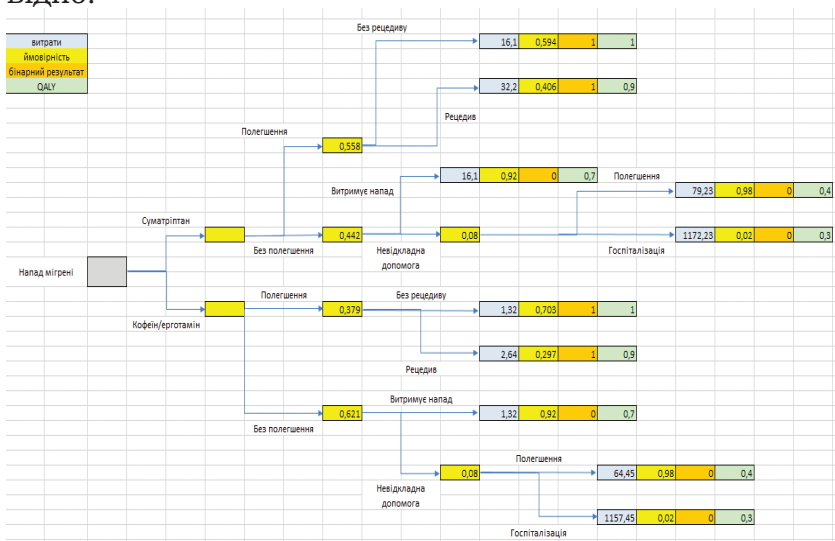 відно:
витрати
ймовірність
бінарний результат
QALY
Без рецедиву
16,1 0,594 1 1
32,2 0,406 1 0,9
Рецедив
Полегшення
0,558
16,1 0,92 0 0,7 Полегшення
Витримує напад
79,23 0,98 0 0,4
Суматріптан
0,442 0,08 1172,23 0,02 0 0,3
Без полегшення Невідкладна допомога Госпіталізація
Напад мігрені
Полегшення Без рецедиву
0,379 1,32 0,703 1 1
Кофеїн/ерготамін
2,64 0,297 1 0,9
Рецедив
Витримує напад
0,621 1,32 0,92 0 0,7
Без полегшення
Полегшення
0,08 64,45 0,98 0 0,4
Невідкладна
допомога
1157,45 0,02 0 0,3
Госпіталізація